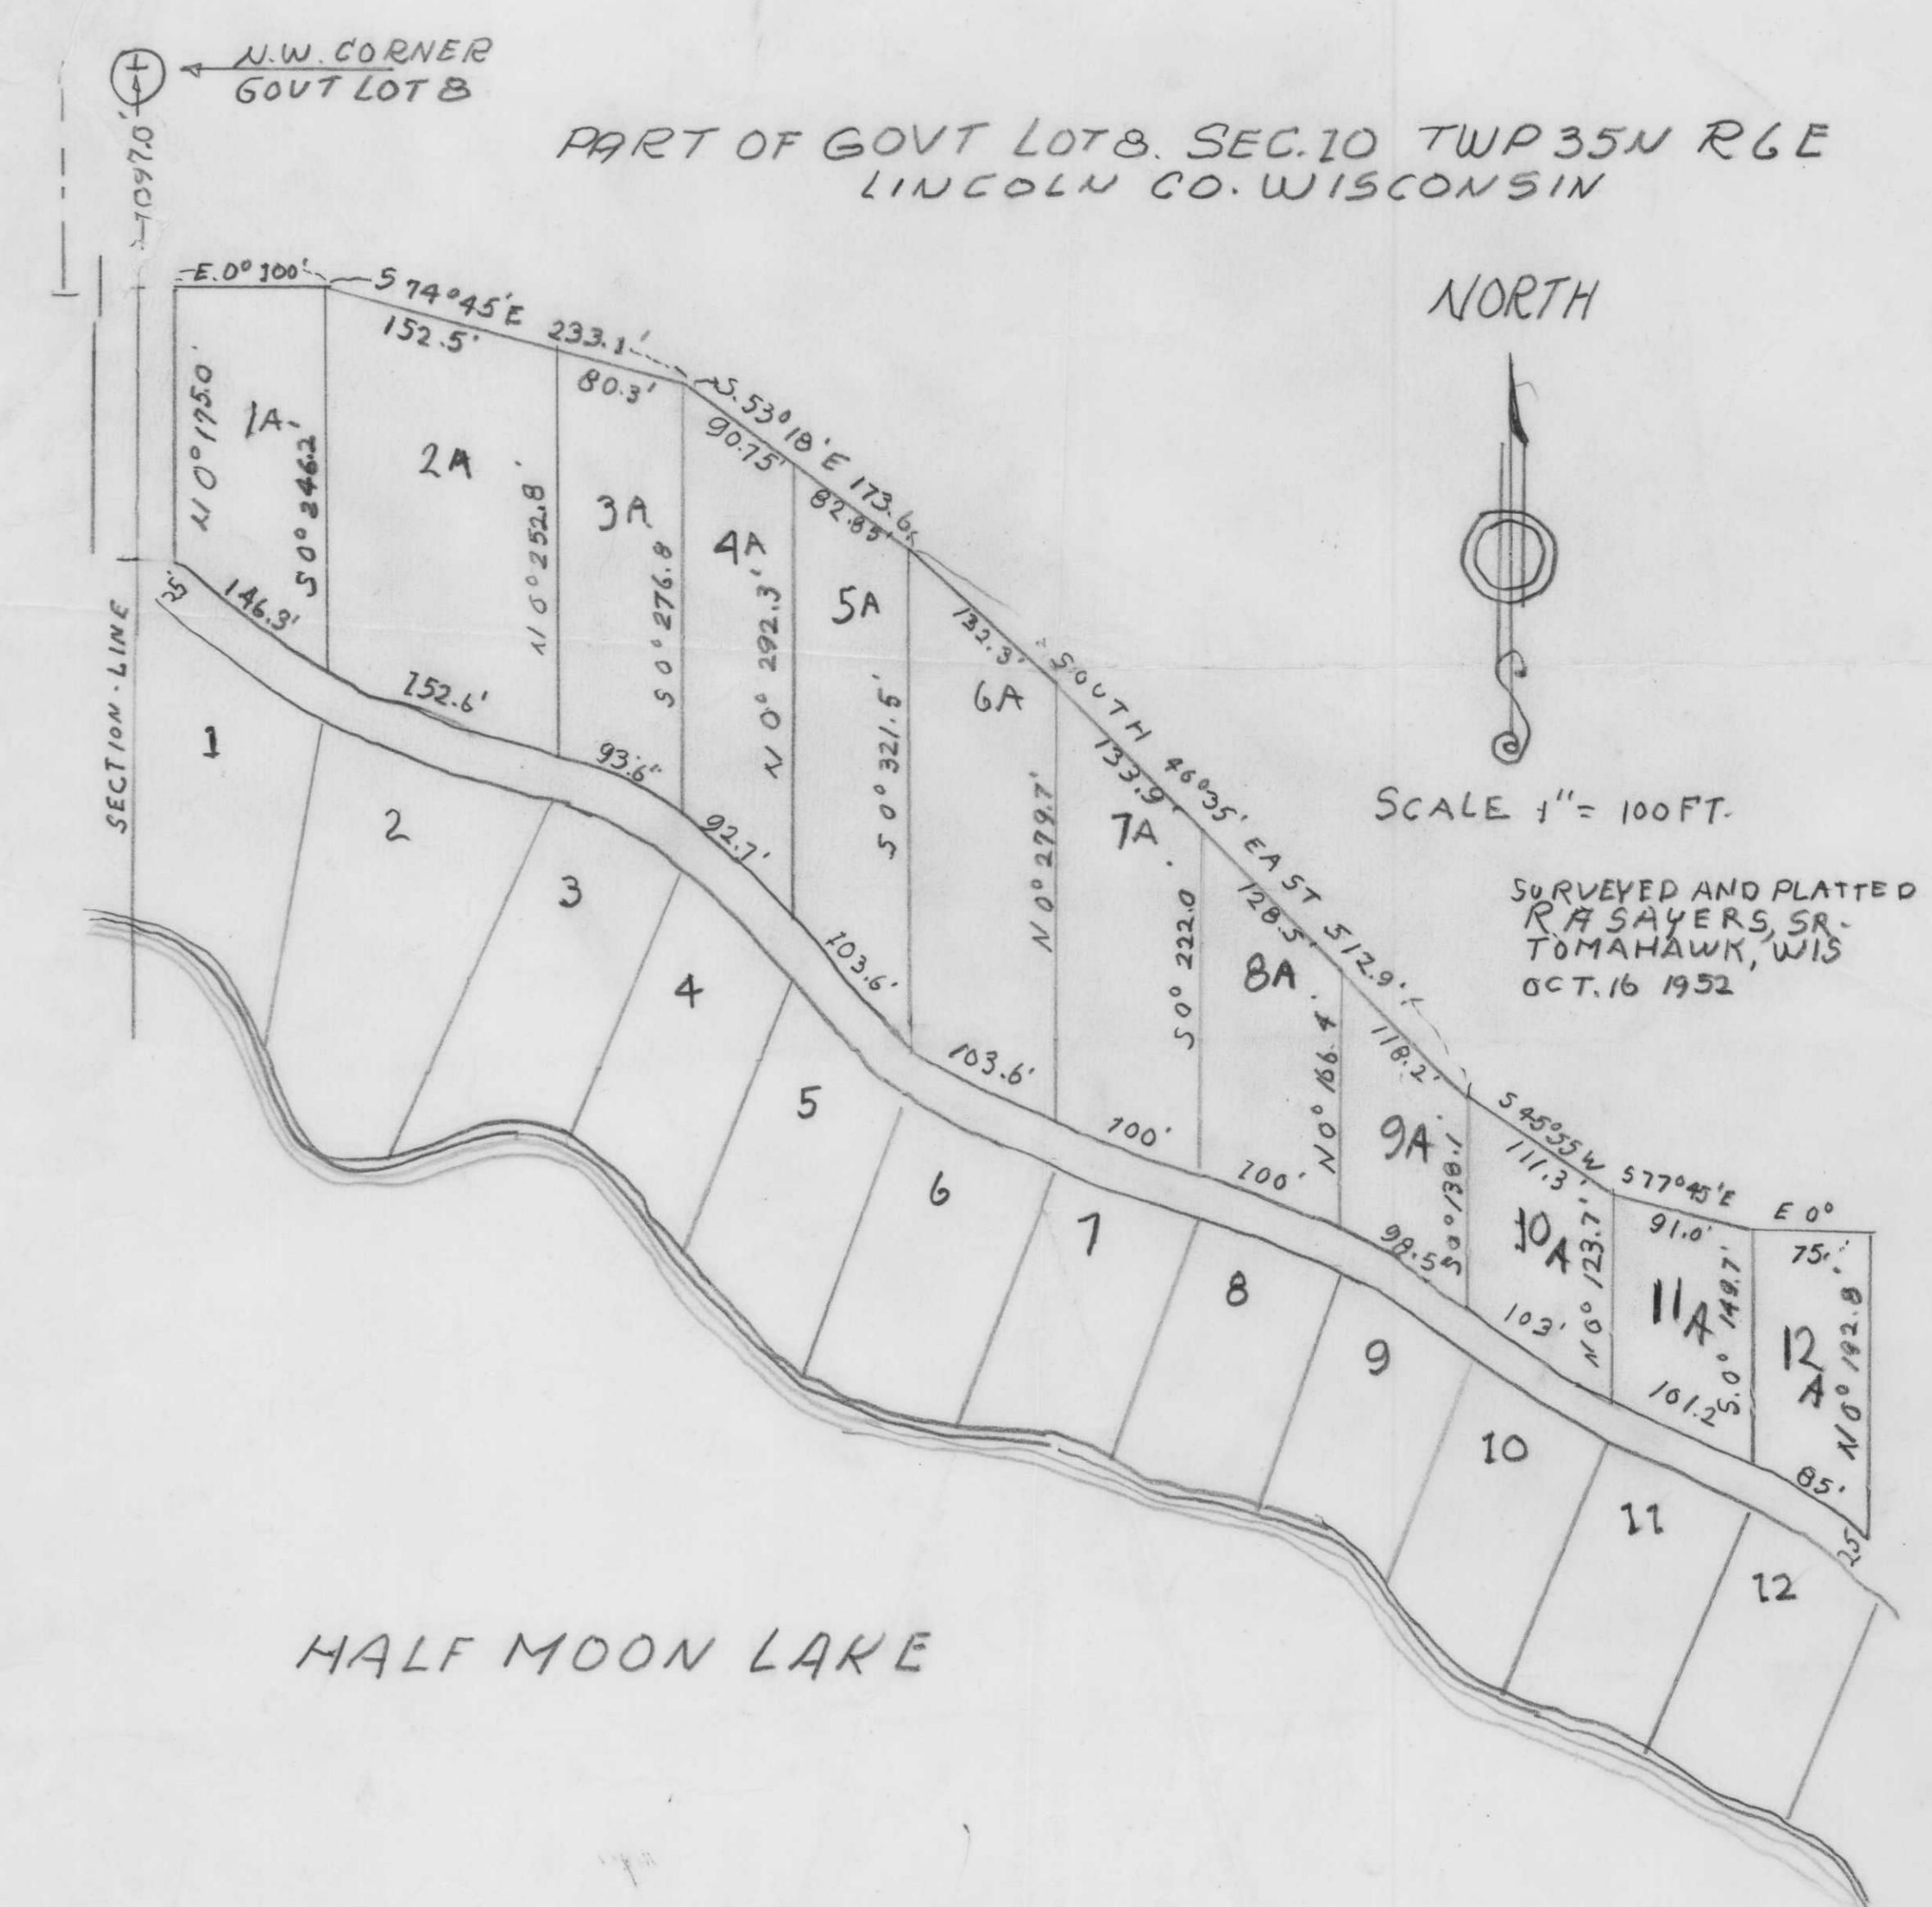 N.W. CORNER
GOVT LOT 8
1097.0'
PART OF GOVT LOT 8. SEC. 10 TWP 35N R6E
LINCOLN CO. WISCONSIN
NORTH
SCALE 1" = 100 FT.
SURVEYED AND PLATTED
R.A SAYERS, SR.
TOMAHAWK, WIS
OCT. 16 1952
E. 0° 100'
S 74°45'E 233.1'
152.5'
80.3'
S. 53°18' E 173.6
90.75'
82.85'
SOUTH 46°35' EAST 512.9'
132.3'
133.9'
128.5'
118.2'
S 45°55 W
111.3'
S 77°45'E
91.0'
E 0°
75'
N 0° 175.0'
1A
S 0° 246.2
2A
N 0° 252.8'
3A
S 0° 276.8
4A
N 0° 292.3'
5A
S 0° 321.5'
6A
N 0° 279.7'
7A
S 0° 222.0
8A
N 0° 166.4
9A
S 0° 138.1
10A
N 0° 123.7'
11A
S. 0° 149.7'
12A
N 0° 192.8'
25'
146.3'
152.6'
93.6"
92.7'
103.6'
103.6'
100'
100'
98.5
103'
101.2
85'
25
SECTION LINE
1
2
3
4
5
6
7
8
9
10
11
12
HALF MOON LAKE